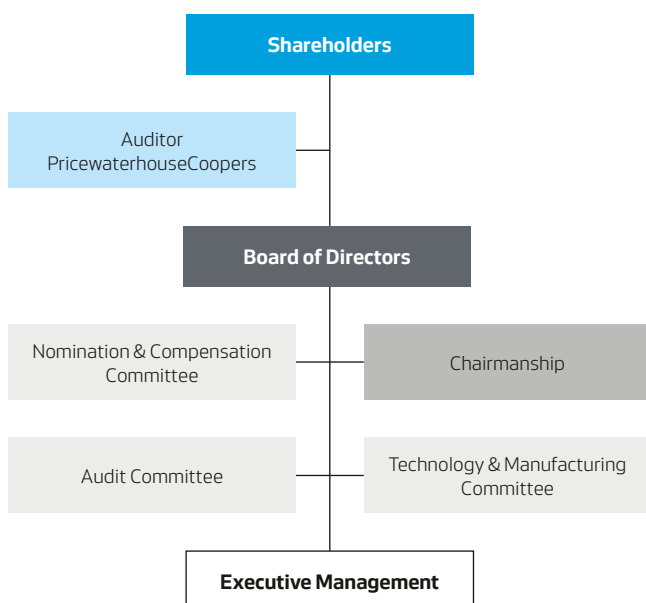 Shareholders
Auditor
PricewaterhouseCoopers
Board of Directors
Nomination & Compensation
Committee
Chairmanship
Audit Committee
Technology & Manufacturing
Committee
Executive Management